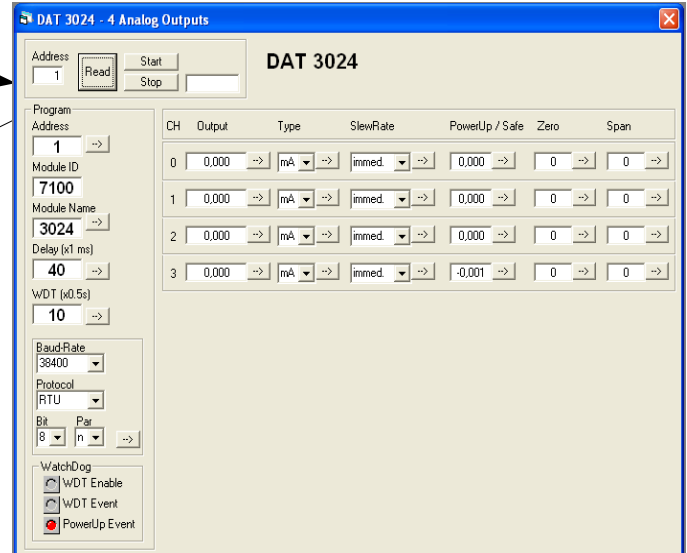 DAT 3024 - 4 Analog Outputs
Address
1
Read
Start
Stop
DAT 3024
Program
Address
1 -->
Module ID
7100
Module Name
3024 -->
Delay (x1 ms)
40 -->
WDT (x0.5s)
10 -->
Baud-Rate
38400
Protocol
RTU
Bit Par
8 n -->
WatchDog
WDT Enable
WDT Event
PowerUp Event
CH Output Type SlewRate PowerUp / Safe Zero Span
0 0,000 --> mA --> immed. --> 0,000 --> 0 --> 0 -->
1 0,000 --> mA --> immed. --> 0,000 --> 0 --> 0 -->
2 0,000 --> mA --> immed. --> 0,000 --> 0 --> 0 -->
3 0,000 --> mA --> immed. --> -0,001 --> 0 --> 0 -->